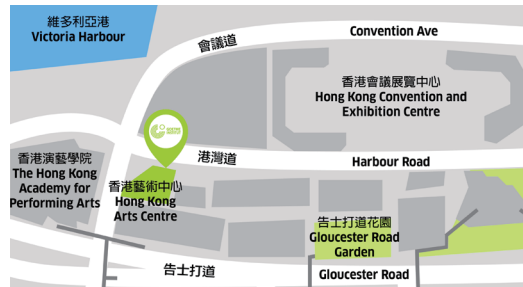 維多利亞港
Victoria Harbour
會議道
Convention Ave
香港會議展覽中心
Hong Kong Convention and
Exhibition Centre
港灣道
Harbour Road
香港演藝學院
The Hong Kong
Academy for
Performing Arts
香港藝術中心
Hong Kong
Arts Centre
告士打道花園
Gloucester Road
Garden
告士打道
Gloucester Road